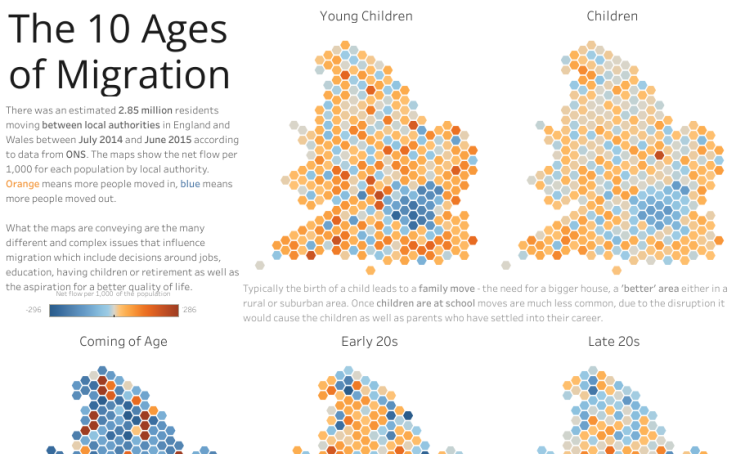 The 10 Ages
of Migration
There was an estimated 2.85 million residents
moving between local authorities in England and
Wales between July 2014 and June 2015 according
to data from ONS. The maps show the net flow per
1,000 for each population by local authority.
Orange means more people moved in, blue means
more people moved out.
What the maps are conveying are the many
different and complex issues that influence
migration which include decisions around jobs,
education, having children or retirement as well as
the aspiration for a better quality of life.
Net flow per 1,000 of the population
-296
286
Young Children
Children
Typically the birth of a child leads to a family move - the need for a bigger house, a 'better' area either in a
rural or suburban area. Once children are at school moves are much less common, due to the disruption it
would cause the children as well as parents who have settled into their career.
Coming of Age
Early 20s
Late 20s